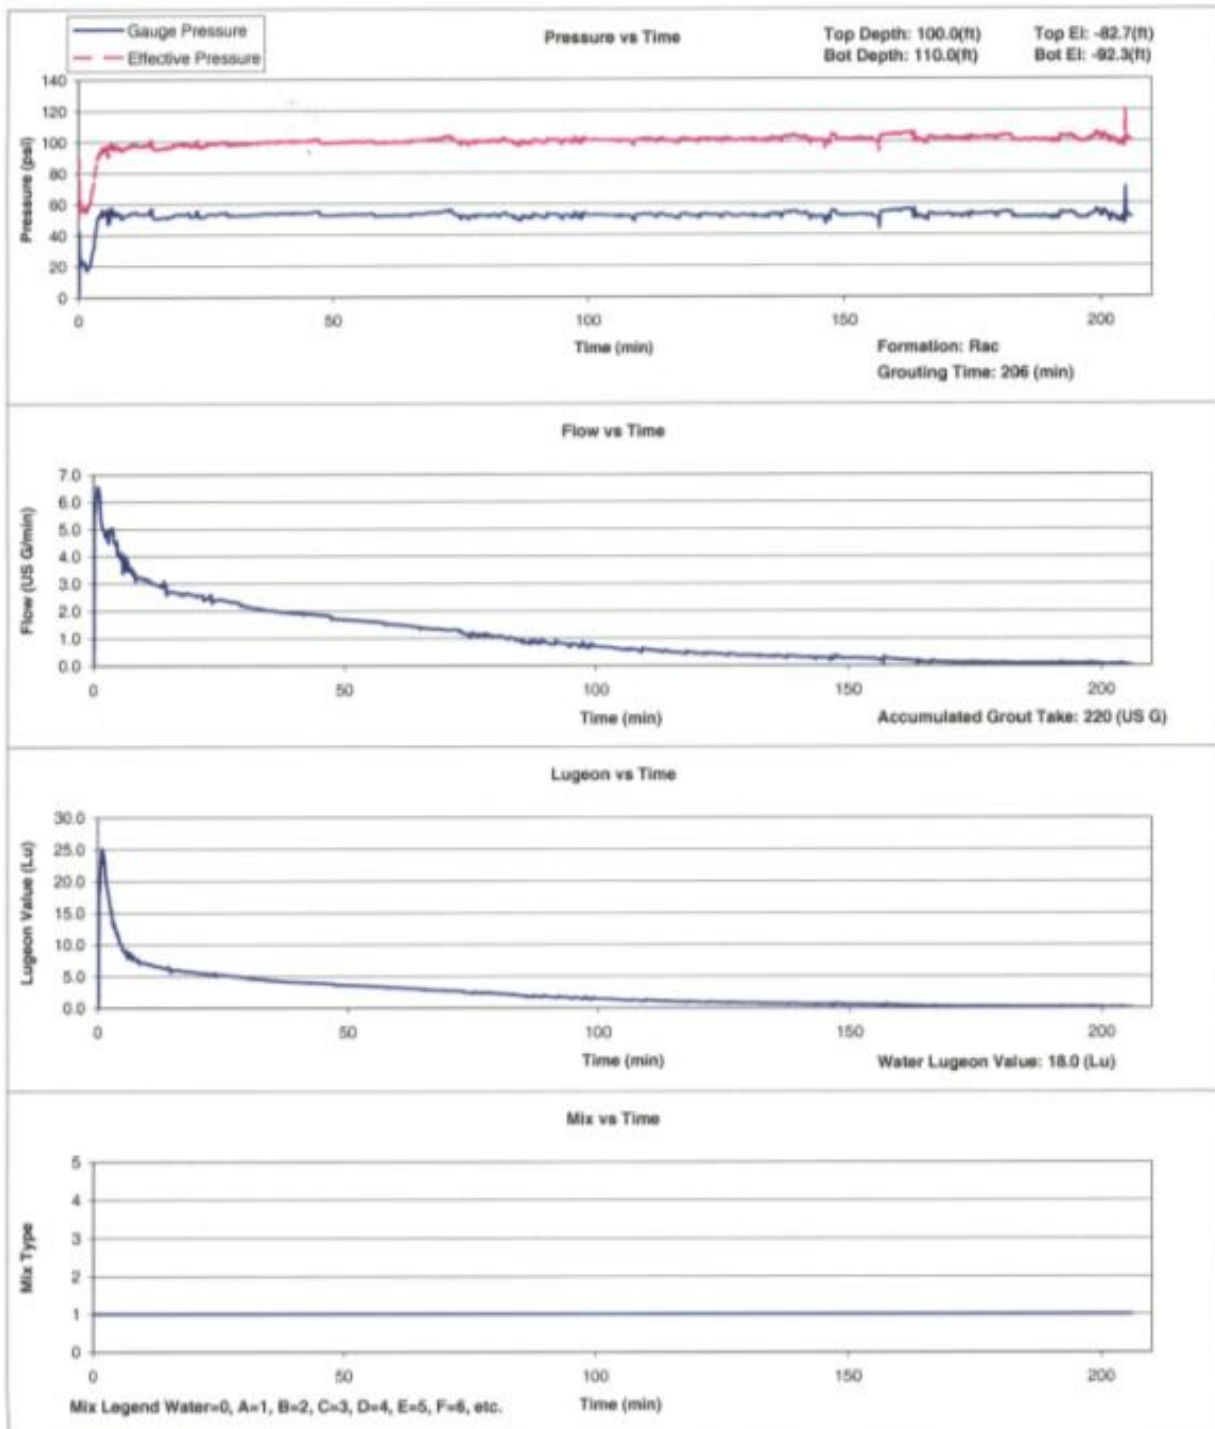 Gauge Pressure
Effective Pressure
Pressure vs Time
Top Depth: 100.0(ft) Top El: -82.7(ft)
Bot Depth: 110.0(ft) Bot El: -92.3(ft)
Pressure (psi)
140
120
100
80
60
40
20
0
0 50 100 150 200
Time (min)
Formation: Rac
Grouting Time: 206 (min)
Flow vs Time
Flow (US G/min)
7.0
6.0
5.0
4.0
3.0
2.0
1.0
0.0
0 50 100 150 200
Time (min)
Accumulated Grout Take: 220 (US G)
Lugeon vs Time
Lugeon Value (Lu)
30.0
25.0
20.0
15.0
10.0
5.0
0.0
0 50 100 150 200
Time (min)
Water Lugeon Value: 18.0 (Lu)
Mix vs Time
Mix Type
5
4
3
2
1
0
0 50 100 150 200
Time (min)
Mix Legend Water=0, A=1, B=2, C=3, D=4, E=5, F=6, etc.